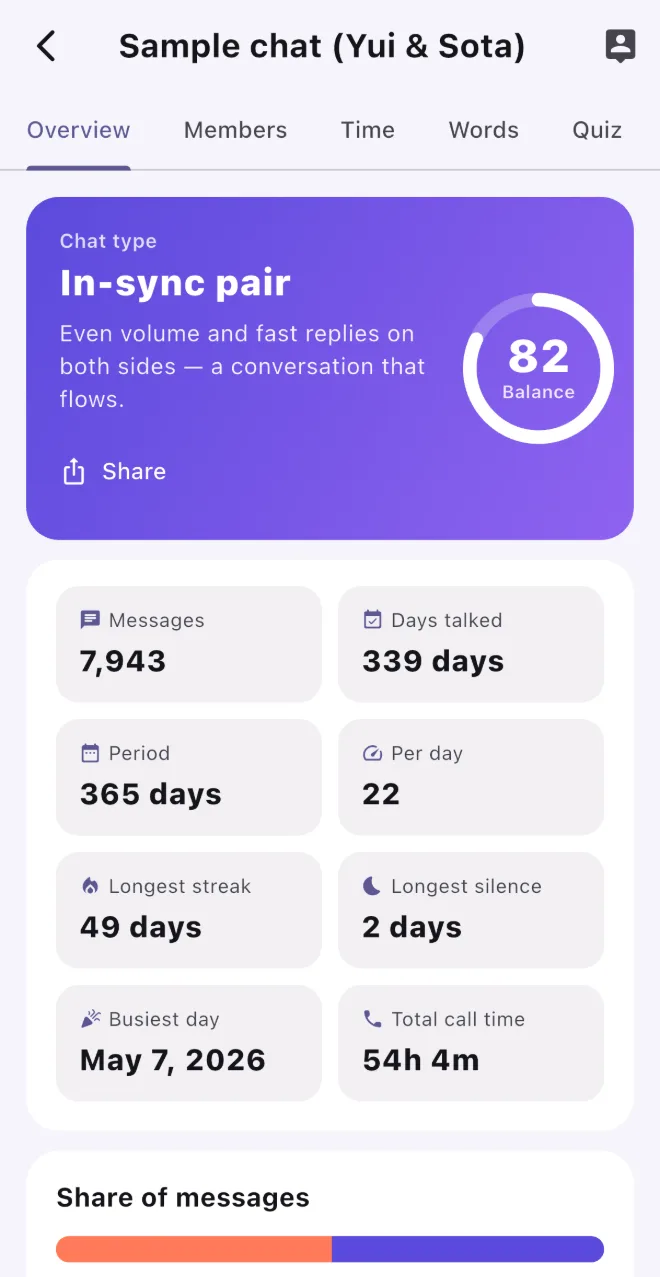 Sample chat (Yui & Sota)
Overview Members Time Words Quiz
Chat type
In-sync pair
Even volume and fast replies on
both sides — a conversation that
flows.
82
Balance
Share
Messages
7,943
Days talked
339 days
Period
365 days
Per day
22
Longest streak
49 days
Longest silence
2 days
Busiest day
May 7, 2026
Total call time
54h 4m
Share of messages